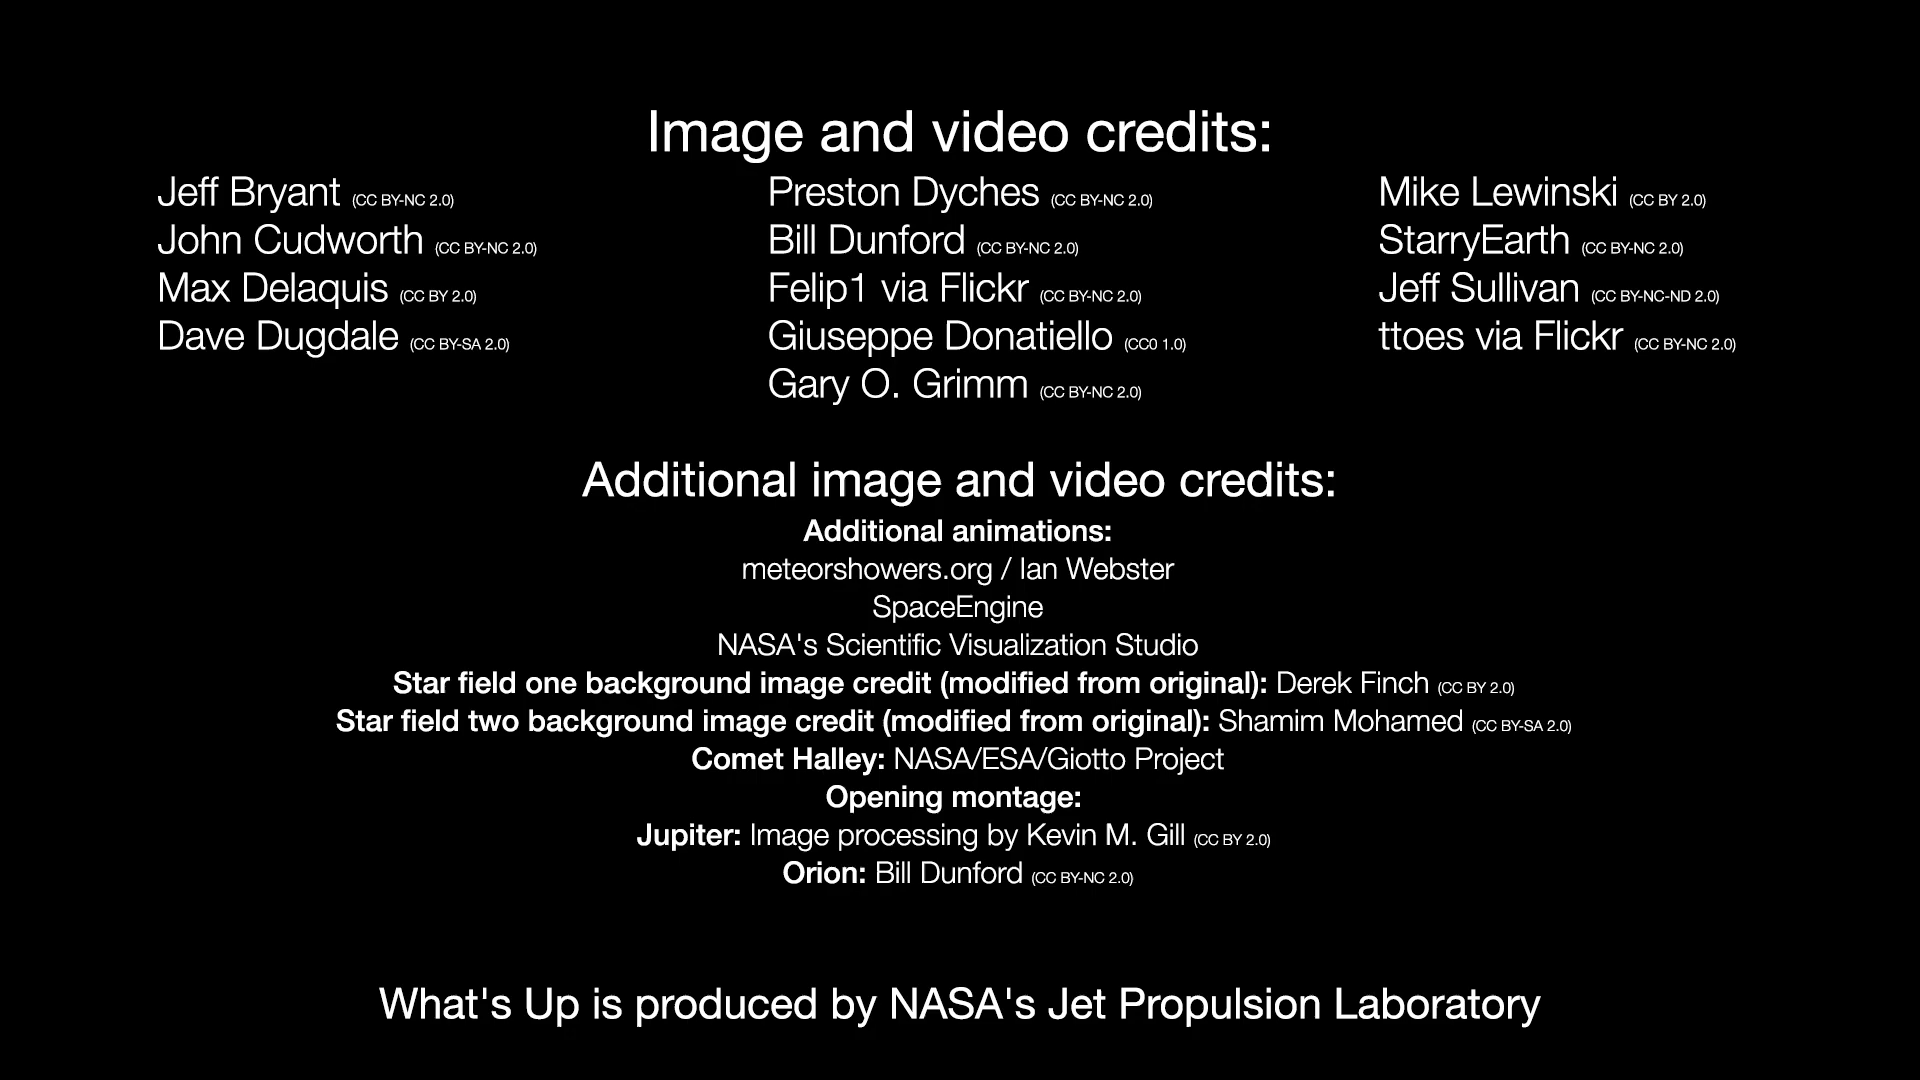 Image and video credits:
Jeff Bryant (CC BY-NC 2.0)
John Cudworth (CC BY-NC 2.0)
Max Delaquis (CC BY 2.0)
Dave Dugdale (CC BY-SA 2.0)
Preston Dyches (CC BY-NC 2.0)
Bill Dunford (CC BY-NC 2.0)
Felip1 via Flickr (CC BY-NC 2.0)
Giuseppe Donatiello (CC0 1.0)
Gary O. Grimm (CC BY-NC 2.0)
Mike Lewinski (CC BY 2.0)
StarryEarth (CC BY-NC 2.0)
Jeff Sullivan (CC BY-NC-ND 2.0)
ttoes via Flickr (CC BY-NC 2.0)
Additional image and video credits:
Additional animations:
meteorshowers.org / Ian Webster
SpaceEngine
NASA's Scientific Visualization Studio
Star field one background image credit (modified from original): Derek Finch (CC BY 2.0)
Star field two background image credit (modified from original): Shamim Mohamed (CC BY-SA 2.0)
Comet Halley: NASA/ESA/Giotto Project
Opening montage:
Jupiter: Image processing by Kevin M. Gill (CC BY 2.0)
Orion: Bill Dunford (CC BY-NC 2.0)
What's Up is produced by NASA's Jet Propulsion Laboratory